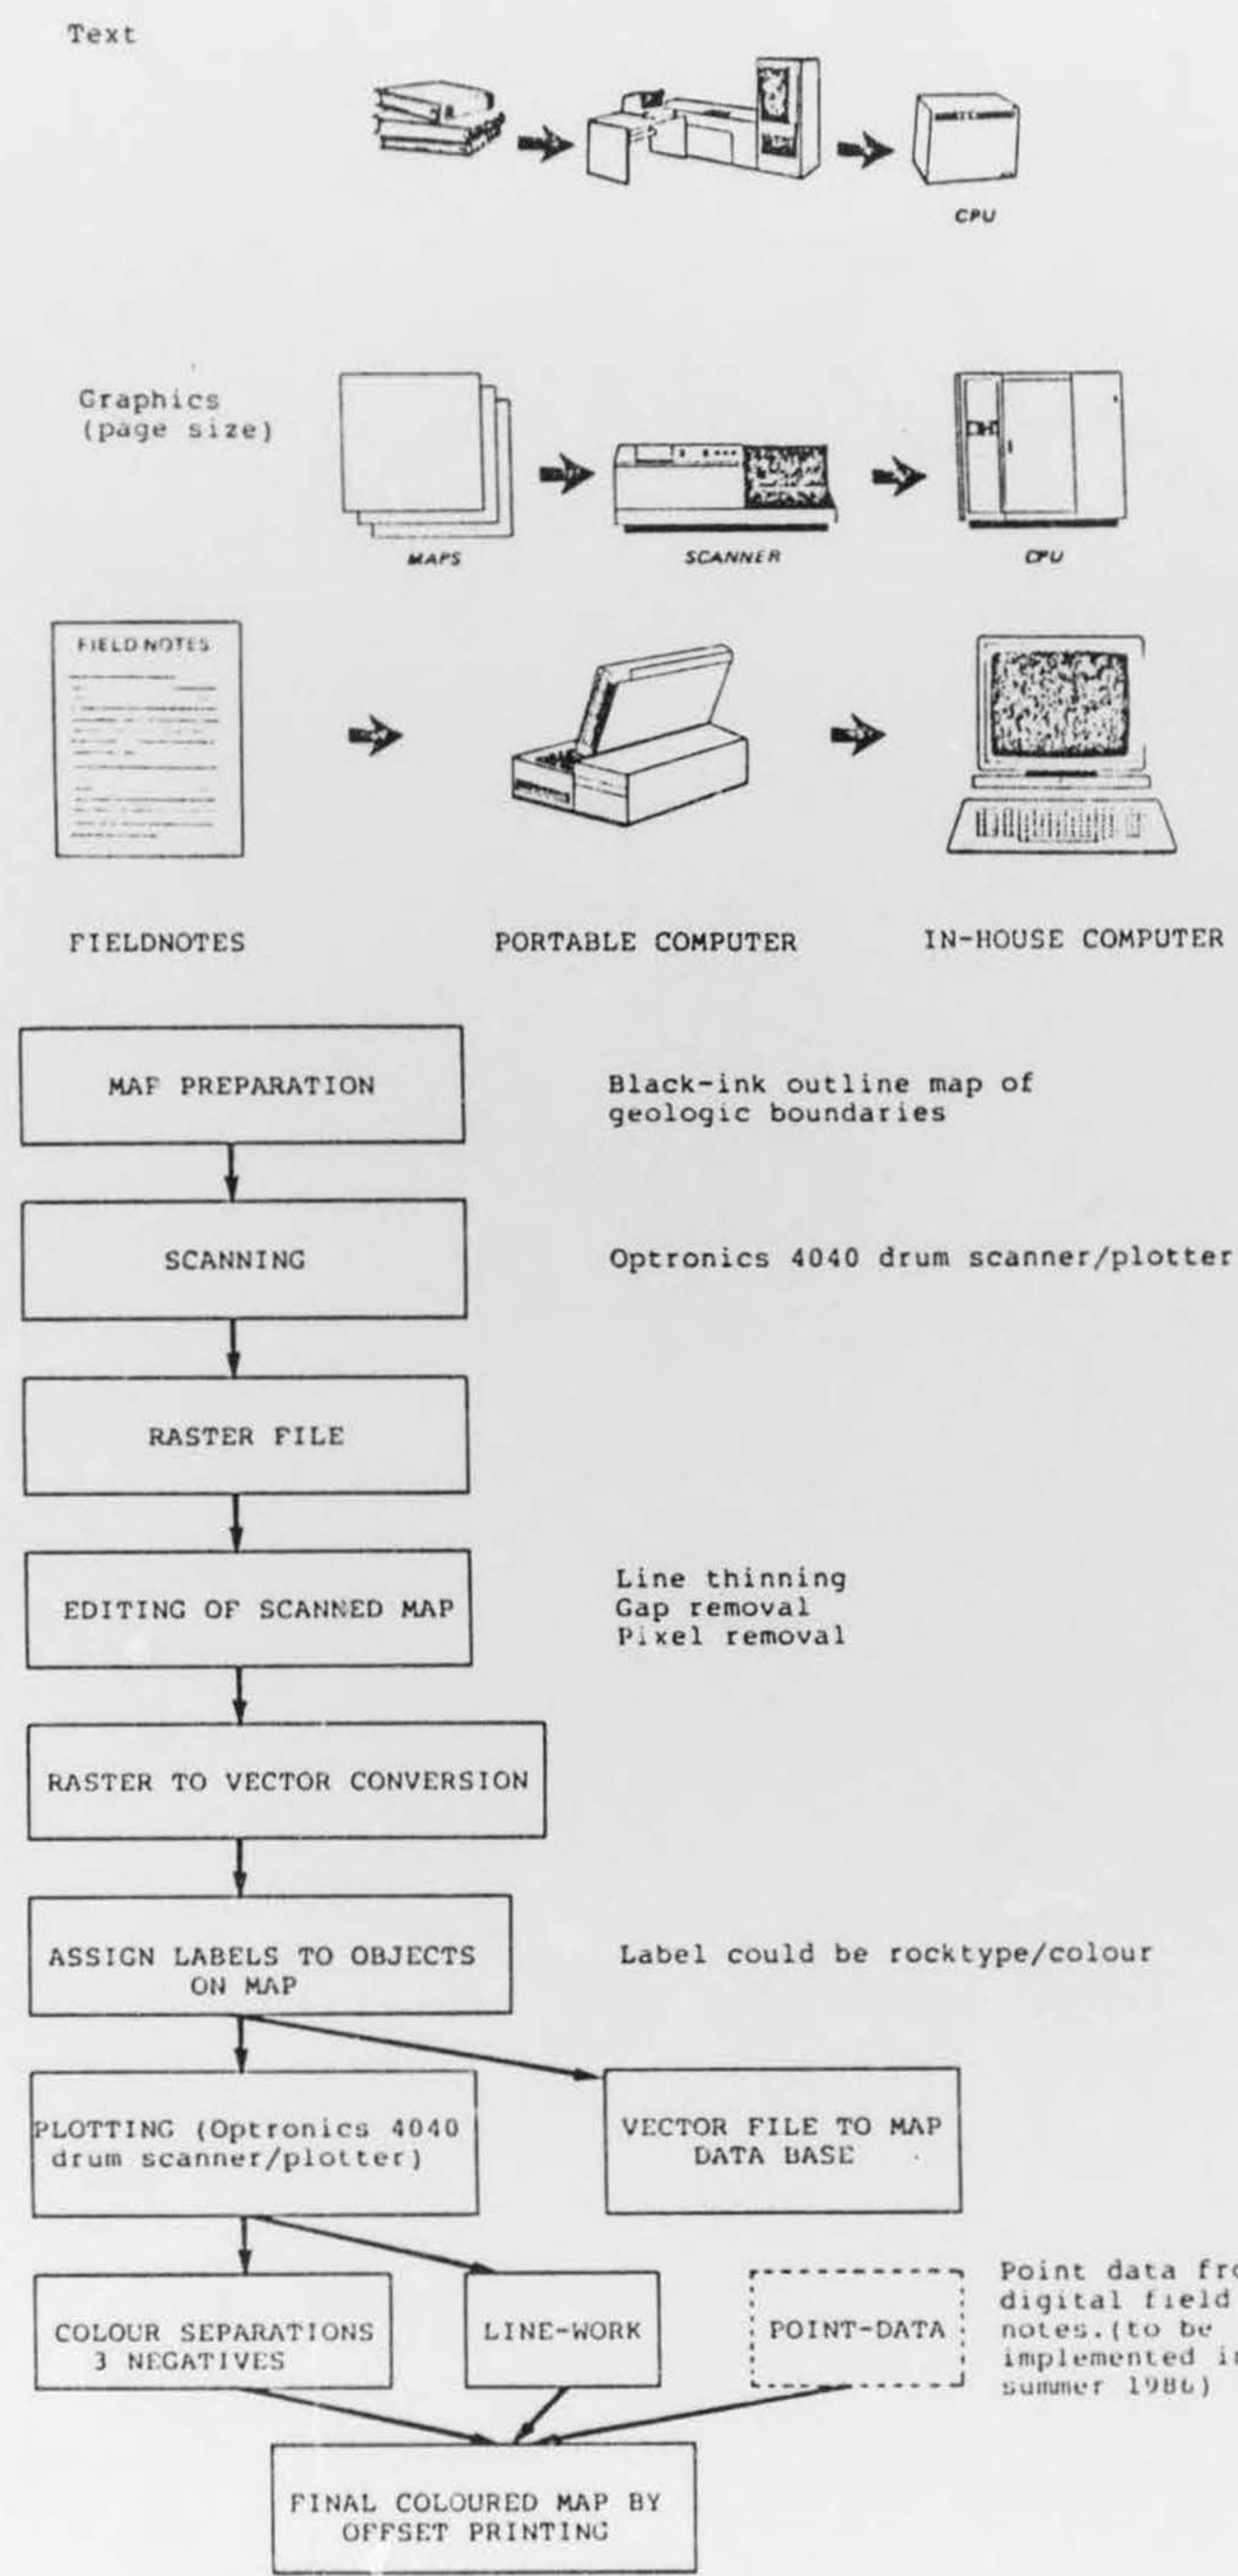 Text
CPU
Graphics
(page size)
MAPS
SCANNER
CPU
FIELD NOTES
FIELDNOTES
PORTABLE COMPUTER
IN-HOUSE COMPUTER
MAP PREPARATION
Black-ink outline map of
geologic boundaries
SCANNING
Optronics 4040 drum scanner/plotter
RASTER FILE
EDITING OF SCANNED MAP
Line thinning
Gap removal
Pixel removal
RASTER TO VECTOR CONVERSION
ASSIGN LABELS TO OBJECTS
ON MAP
Label could be rocktype/colour
PLOTTING (Optronics 4040
drum scanner/plotter)
VECTOR FILE TO MAP
DATA BASE
COLOUR SEPARATIONS
3 NEGATIVES
LINE-WORK
POINT-DATA
Point data fro
digital field
notes.(to be
implemented in
summer 1986)
FINAL COLOURED MAP BY
OFFSET PRINTING